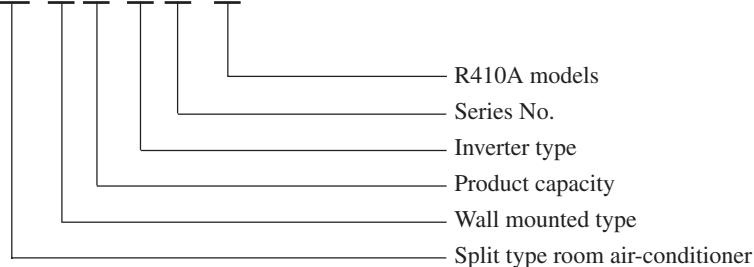 R410A models
Series No.
Inverter type
Product capacity
Wall mounted type
Split type room air-conditioner